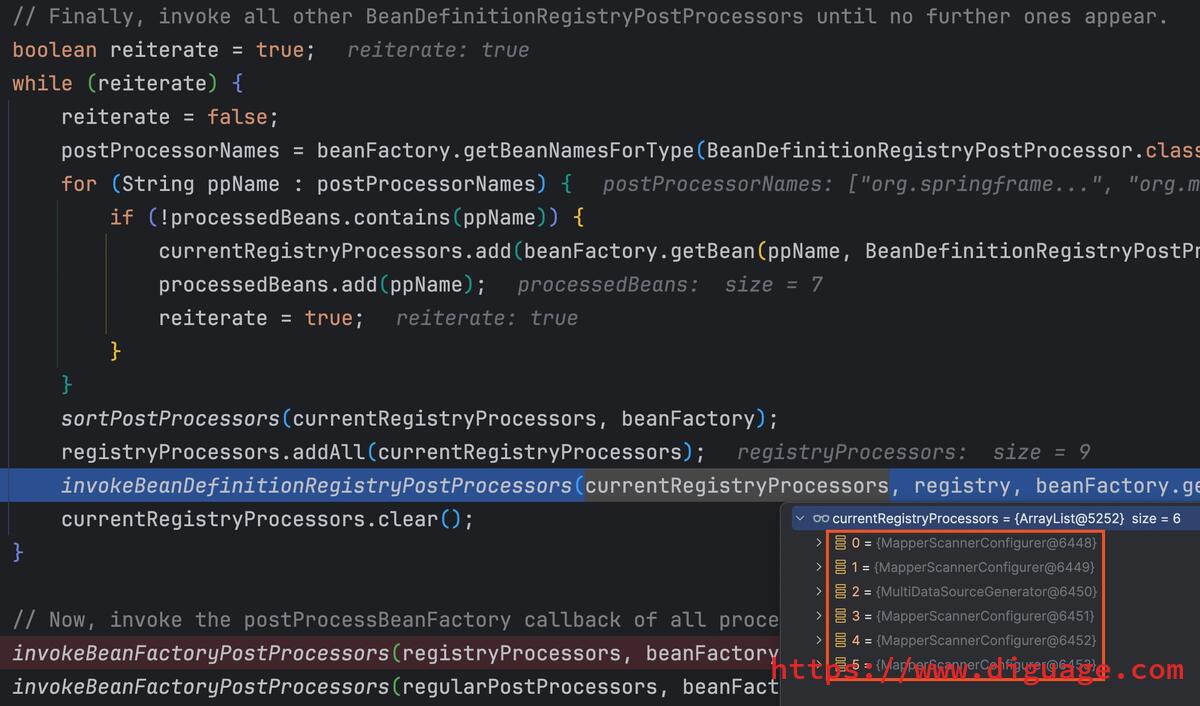 // Finally, invoke all other BeanDefinitionRegistryPostProcessors until no further ones appear.
boolean reiterate = true;   reiterate: true
while (reiterate) {
    reiterate = false;
    postProcessorNames = beanFactory.getBeanNamesForType(BeanDefinitionRegistryPostProcessor.class
    for (String ppName : postProcessorNames) {   postProcessorNames: ["org.springframe...", "org.m
        if (!processedBeans.contains(ppName)) {
            currentRegistryProcessors.add(beanFactory.getBean(ppName, BeanDefinitionRegistryPostPr
            processedBeans.add(ppName);   processedBeans:  size = 7
            reiterate = true;   reiterate: true
        }
    }
    sortPostProcessors(currentRegistryProcessors, beanFactory);
    registryProcessors.addAll(currentRegistryProcessors);   registryProcessors:  size = 9
    invokeBeanDefinitionRegistryPostProcessors(currentRegistryProcessors, registry, beanFactory.ge
    currentRegistryProcessors.clear();
}
currentRegistryProcessors = {ArrayList@5252}  size = 6
0 = {MapperScannerConfigurer@6448}
1 = {MapperScannerConfigurer@6449}
2 = {MultiDataSourceGenerator@6450}
3 = {MapperScannerConfigurer@6451}
4 = {MapperScannerConfigurer@6452}
5 = {MapperScannerConfigurer@6453}
// Now, invoke the postProcessBeanFactory callback of all proce
invokeBeanFactoryPostProcessors(registryProcessors, beanFactory
invokeBeanFactoryPostProcessors(regularPostProcessors, beanFact
https://www.diguage.com